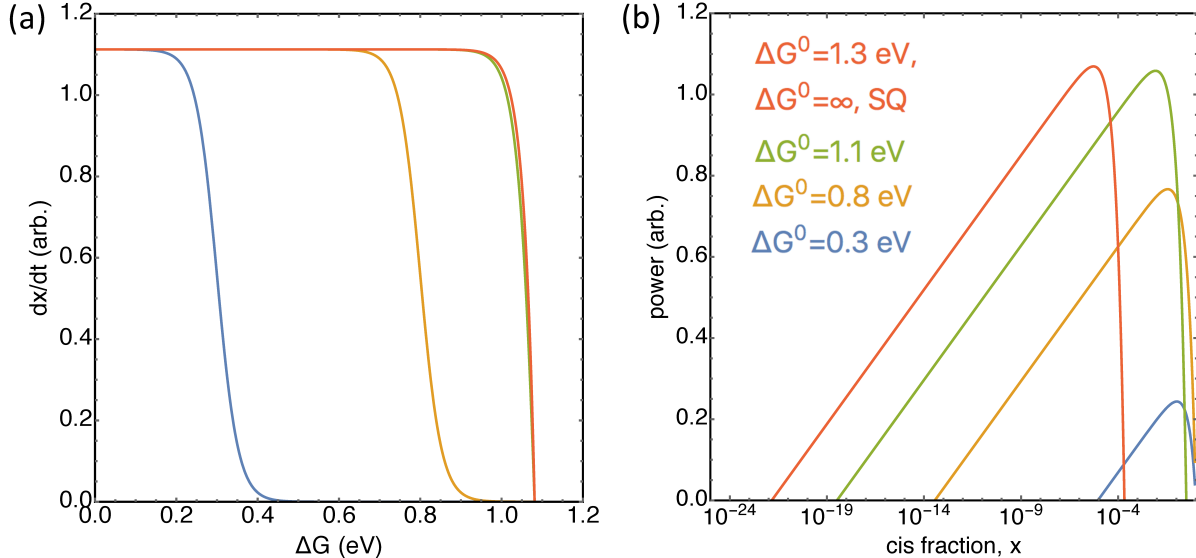 (a)
1.2
1.0
0.8
0.6
0.4
0.2
0.0
dx/dt (arb.)
0.0 0.2 0.4 0.6 0.8 1.0 1.2
ΔG (eV)
(b)
1.2
1.0
0.8
0.6
0.4
0.2
0.0
power (arb.)
ΔG⁰=1.3 eV,
ΔG⁰=∞, SQ
ΔG⁰=1.1 eV
ΔG⁰=0.8 eV
ΔG⁰=0.3 eV
10⁻²⁴ 10⁻¹⁹ 10⁻¹⁴ 10⁻⁹ 10⁻⁴
cis fraction, x